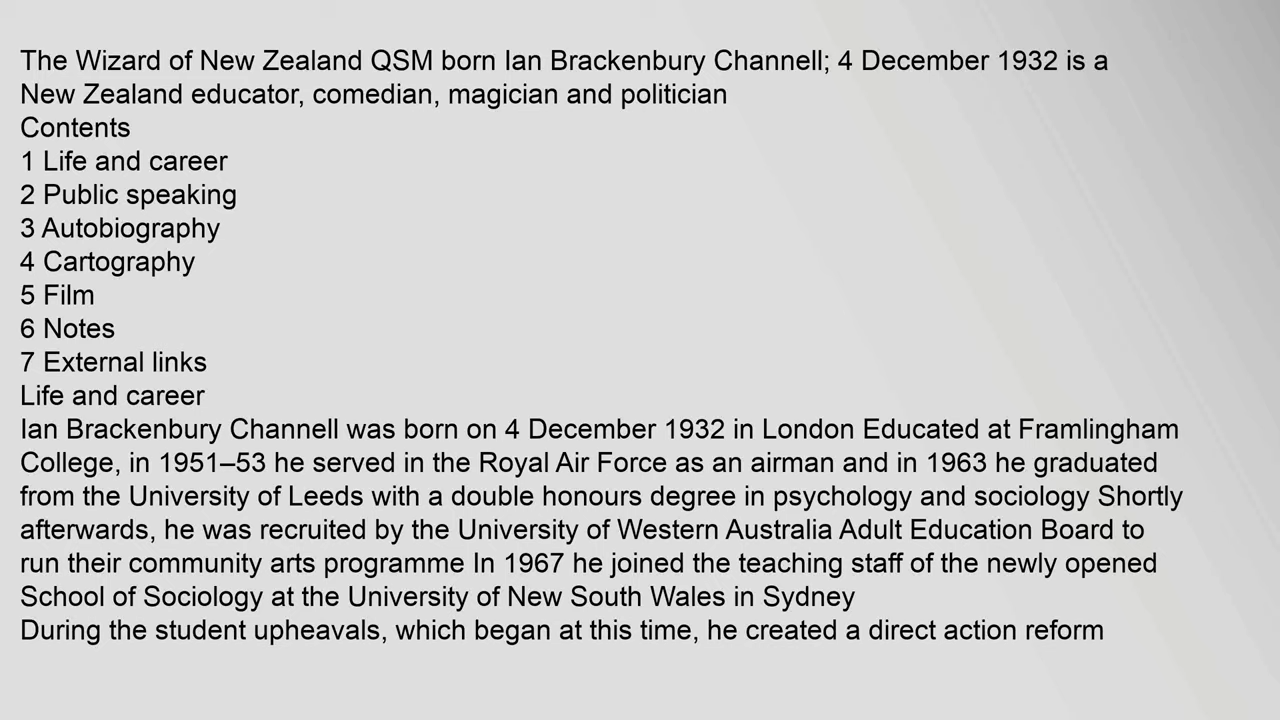 The Wizard of New Zealand QSM born Ian Brackenbury Channell; 4 December 1932 is a
New Zealand educator, comedian, magician and politician
Contents
1 Life and career
2 Public speaking
3 Autobiography
4 Cartography
5 Film
6 Notes
7 External links
Life and career
Ian Brackenbury Channell was born on 4 December 1932 in London Educated at Framlingham
College, in 1951–53 he served in the Royal Air Force as an airman and in 1963 he graduated
from the University of Leeds with a double honours degree in psychology and sociology Shortly
afterwards, he was recruited by the University of Western Australia Adult Education Board to
run their community arts programme In 1967 he joined the teaching staff of the newly opened
School of Sociology at the University of New South Wales in Sydney
During the student upheavals, which began at this time, he created a direct action reform